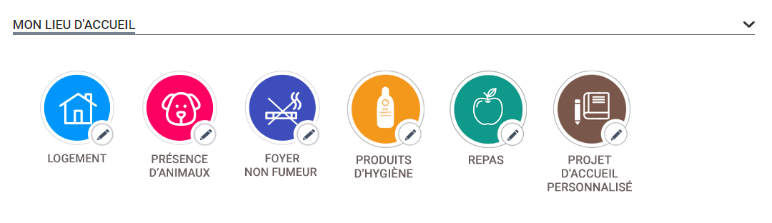 MON LIEU D'ACCUEIL
LOGEMENT
PRÉSENCE
D'ANIMAUX
FOYER
NON FUMEUR
PRODUITS
D'HYGIÈNE
REPAS
PROJET
D'ACCUEIL
PERSONNALISÉ